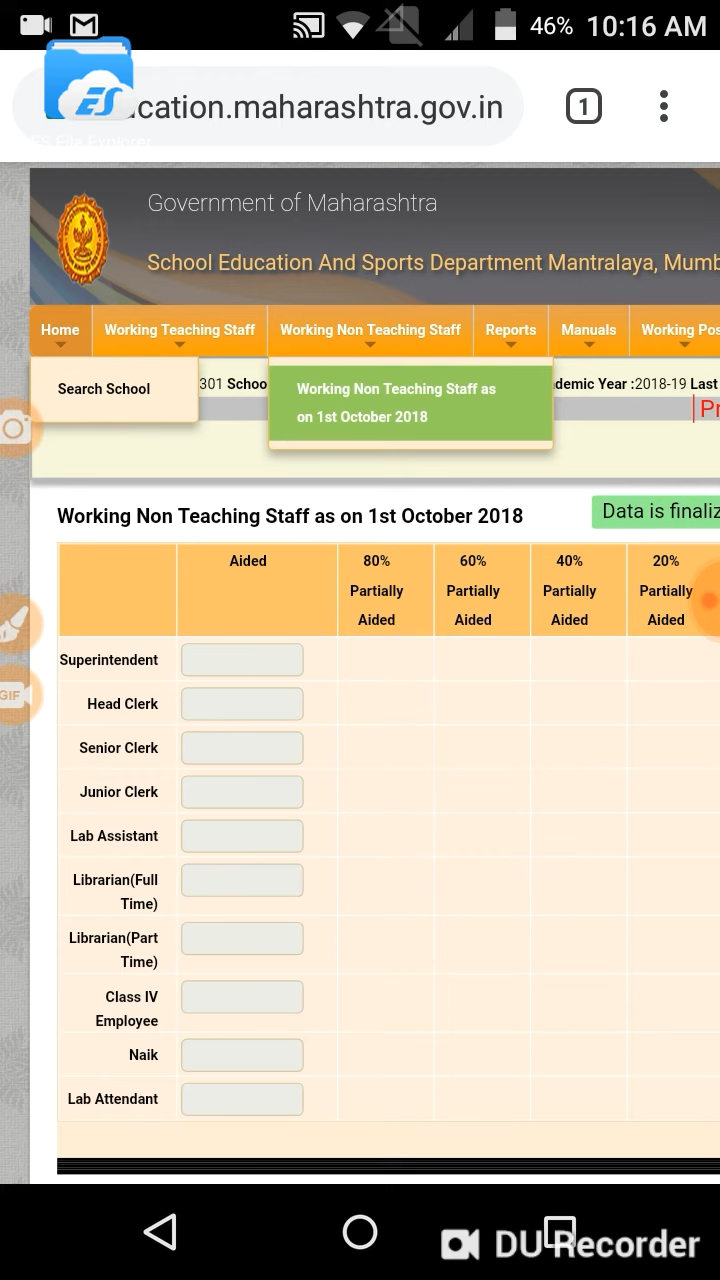 46% 10:16 AM
ES
cation.maharashtra.gov.in
1
ES File Explorer
Government of Maharashtra
School Education And Sports Department Mantralaya, Mumb
Home Working Teaching Staff Working Non Teaching Staff Reports Manuals Working Pos
Search School
301 Schoo
Working Non Teaching Staff as
on 1st October 2018
demic Year :2018-19 Last
Pr
Working Non Teaching Staff as on 1st October 2018
Data is finaliz
Aided
80%
Partially
Aided
60%
Partially
Aided
40%
Partially
Aided
20%
Partially
Aided
Superintendent
Head Clerk
Senior Clerk
Junior Clerk
Lab Assistant
Librarian(Full
Time)
Librarian(Part
Time)
Class IV
Employee
Naik
Lab Attendant
GIF
DU Recorder